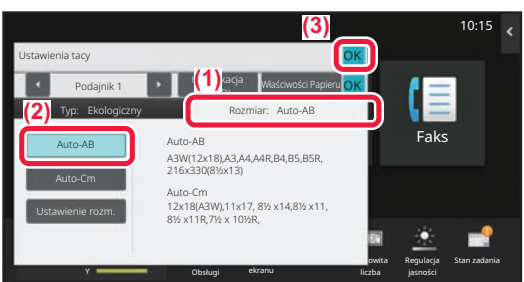 (3)
10:15
Ustawienia tacy
OK
Podajnik 1
(1)
Właściwości Papieru
OK
(2)
Typ: Ekologiczny
Rozmiar: Auto-AB
Auto-AB
Auto-Cm
Ustawienie rozm.
Auto-AB
A3W(12x18),A3,A4,A4R,B4,B5,B5R,
216x330(8½x13)
Auto-Cm
12x18(A3W),11x17, 8½ x14,8½ x11,
8½ x11R,7½ x 10½R,
Faks
Y
Obsługi
ekranu
liczba
Regulacja
jasności
Stan zadania